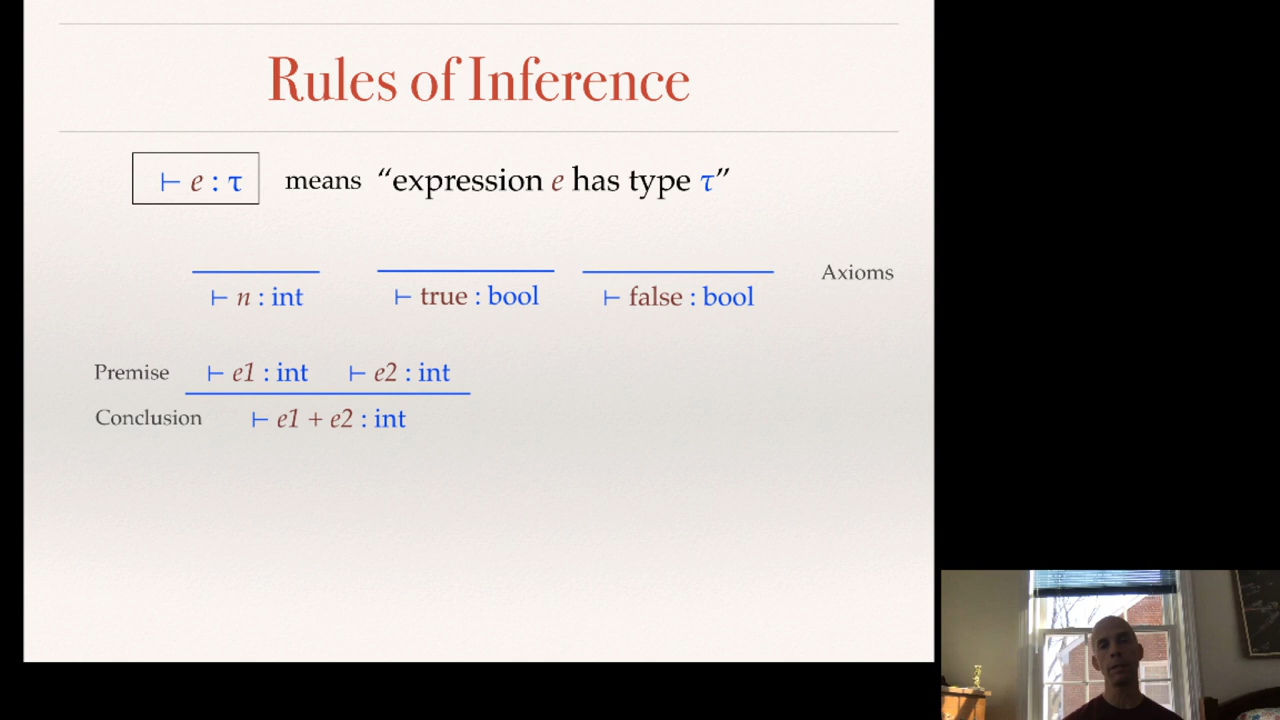 Rules of Inference
⊢ e : τ means “expression e has type τ”
⊢ n : int ⊢ true : bool ⊢ false : bool Axioms
Premise ⊢ e1 : int ⊢ e2 : int
Conclusion ⊢ e1 + e2 : int